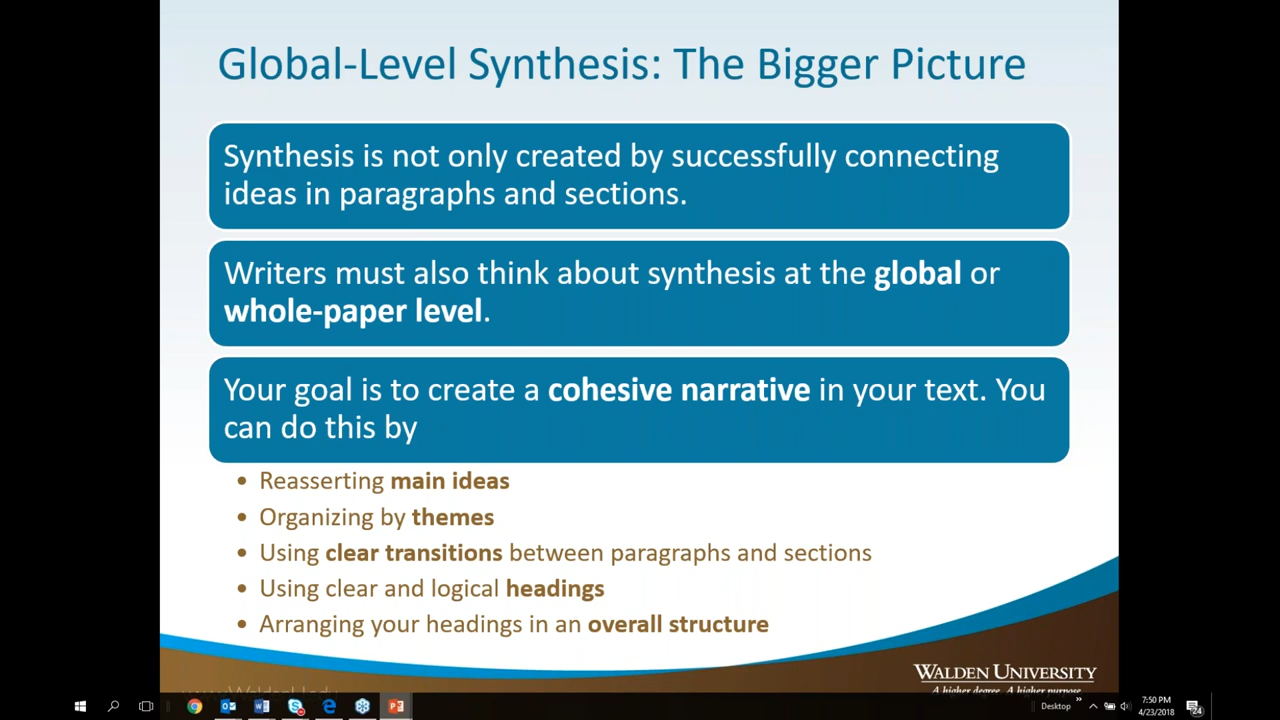 Global-Level Synthesis: The Bigger Picture
Synthesis is not only created by successfully connecting
ideas in paragraphs and sections.
Writers must also think about synthesis at the global or
whole-paper level.
Your goal is to create a cohesive narrative in your text. You
can do this by
• Reasserting main ideas
• Organizing by themes
• Using clear transitions between paragraphs and sections
• Using clear and logical headings
• Arranging your headings in an overall structure
WALDEN UNIVERSITY
A higher degree. A higher purpose.
Desktop
7:50 PM
4/23/2018
24